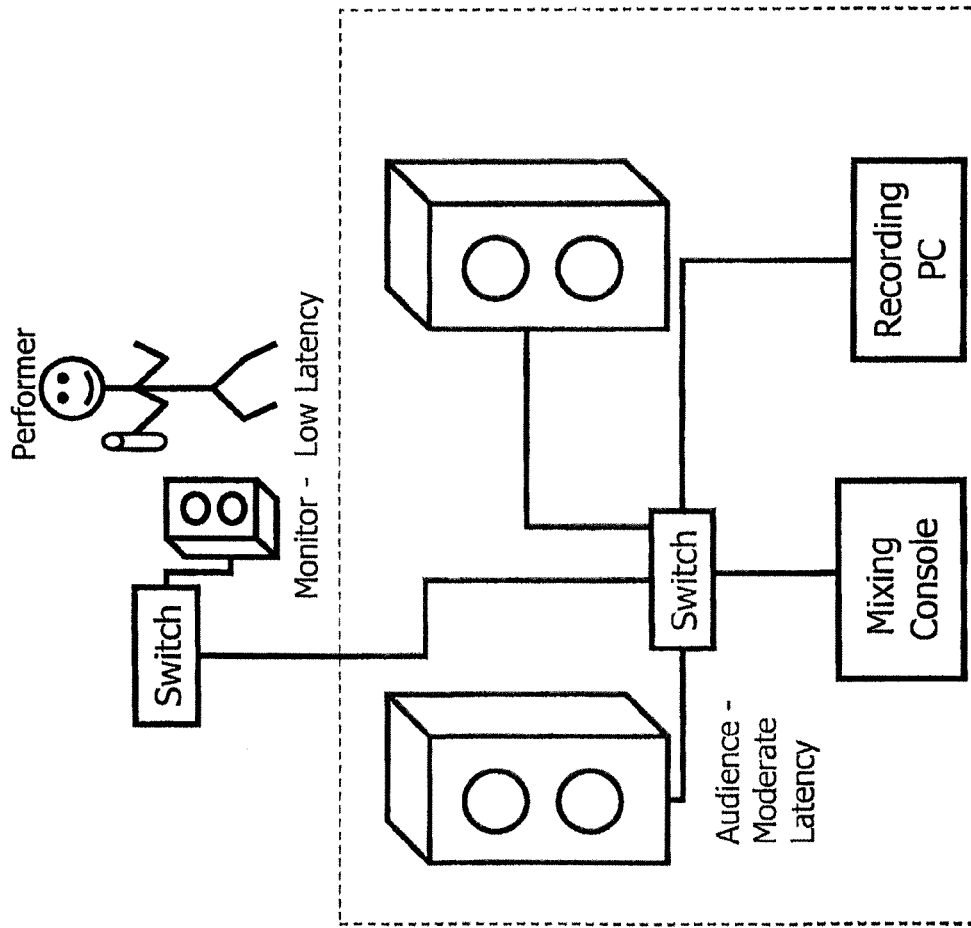 Performer
Switch
Monitor - Low Latency
Switch
Audience -
Moderate
Latency
Mixing
Console
Recording
PC